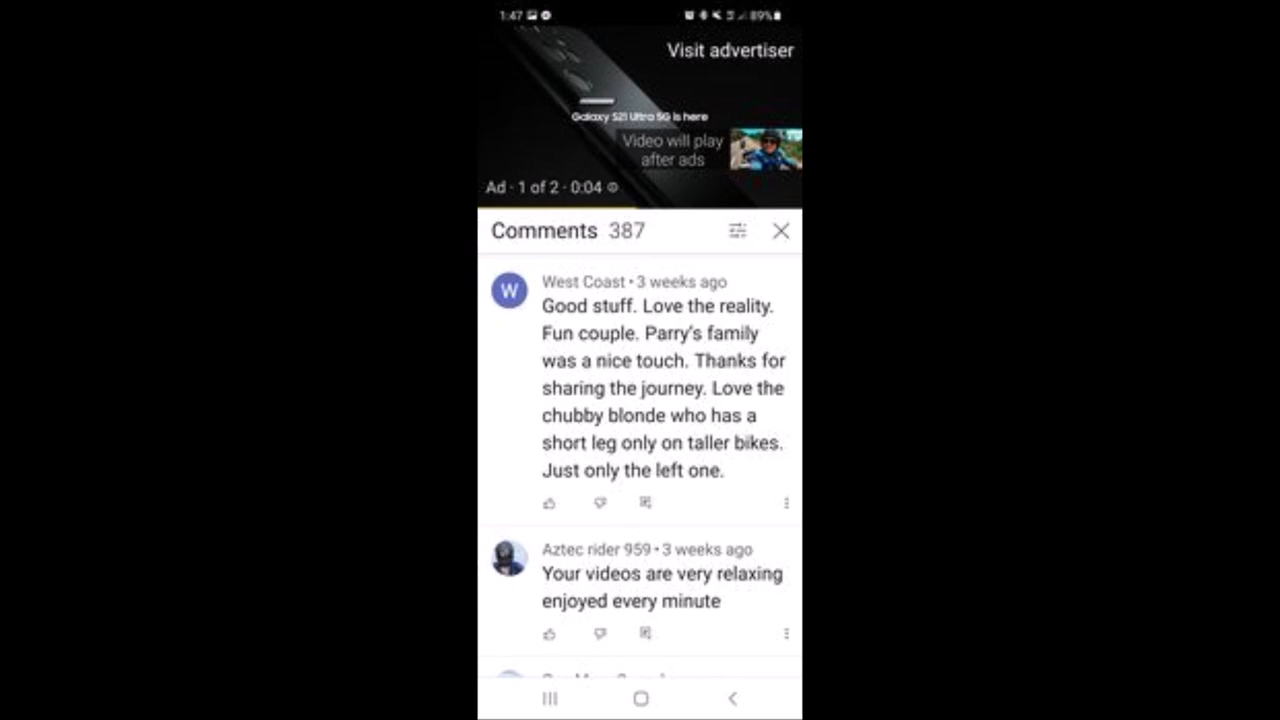 1:47
89%
Visit advertiser
Galaxy S21 Ultra 5G is here
Video will play
after ads
Ad · 1 of 2 · 0:04
Comments 387
W
West Coast • 3 weeks ago
Good stuff. Love the reality.
Fun couple. Parry's family
was a nice touch. Thanks for
sharing the journey. Love the
chubby blonde who has a
short leg only on taller bikes.
Just only the left one.
Aztec rider 959 • 3 weeks ago
Your videos are very relaxing
enjoyed every minute